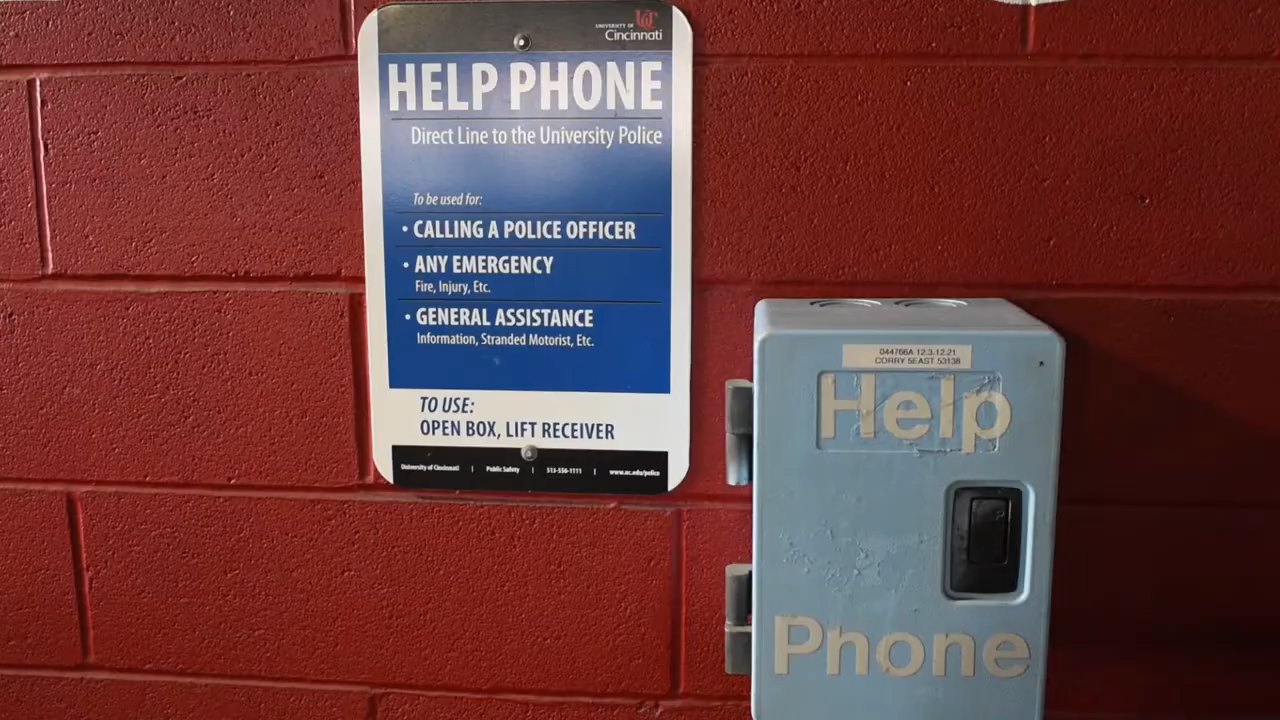 UNIVERSITY OF
Cincinnati
HELP PHONE
Direct Line to the University Police
To be used for:
• CALLING A POLICE OFFICER
• ANY EMERGENCY
Fire, Injury, Etc.
• GENERAL ASSISTANCE
Information, Stranded Motorist, Etc.
TO USE:
OPEN BOX, LIFT RECEIVER
University of Cincinnati | Public Safety | 513-556-1111 | www.uc.edu/police
044766A 12.3.12.21
CORRY 5EAST 53138
Help
Phone